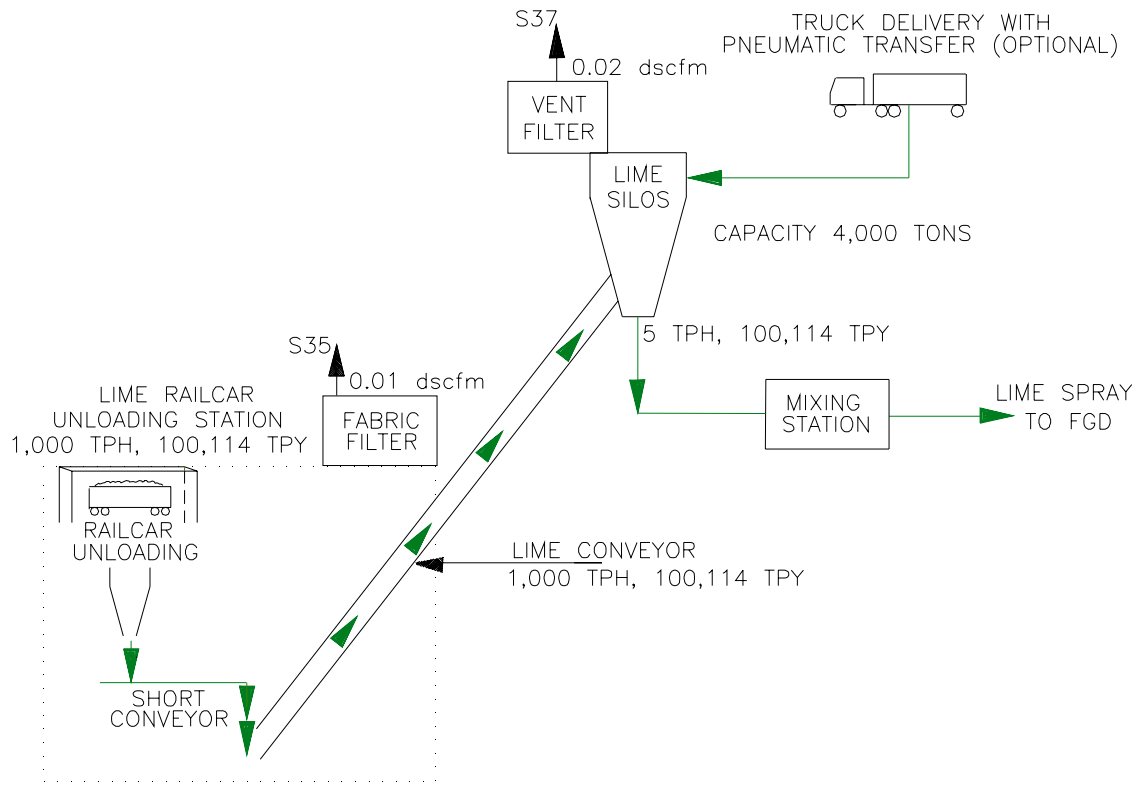 S37
0.02 dscfm
VENT
FILTER
TRUCK DELIVERY WITH
PNEUMATIC TRANSFER (OPTIONAL)
LIME
SILOS
CAPACITY 4,000 TONS
5 TPH, 100,114 TPY
S35
0.01 dscfm
FABRIC
FILTER
LIME RAILCAR
UNLOADING STATION
1,000 TPH, 100,114 TPY
MIXING
STATION
LIME SPRAY
TO FGD
RAILCAR
UNLOADING
LIME CONVEYOR
1,000 TPH, 100,114 TPY
SHORT
CONVEYOR